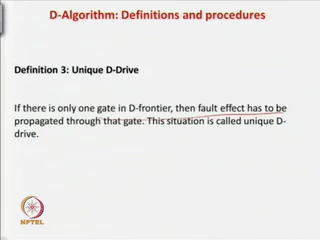 D-Algorithm: Definitions and procedures
Definition 3: Unique D-Drive
If there is only one gate in D-frontier, then fault effect has to be
propagated through that gate. This situation is called unique D-
drive.
NPTEL